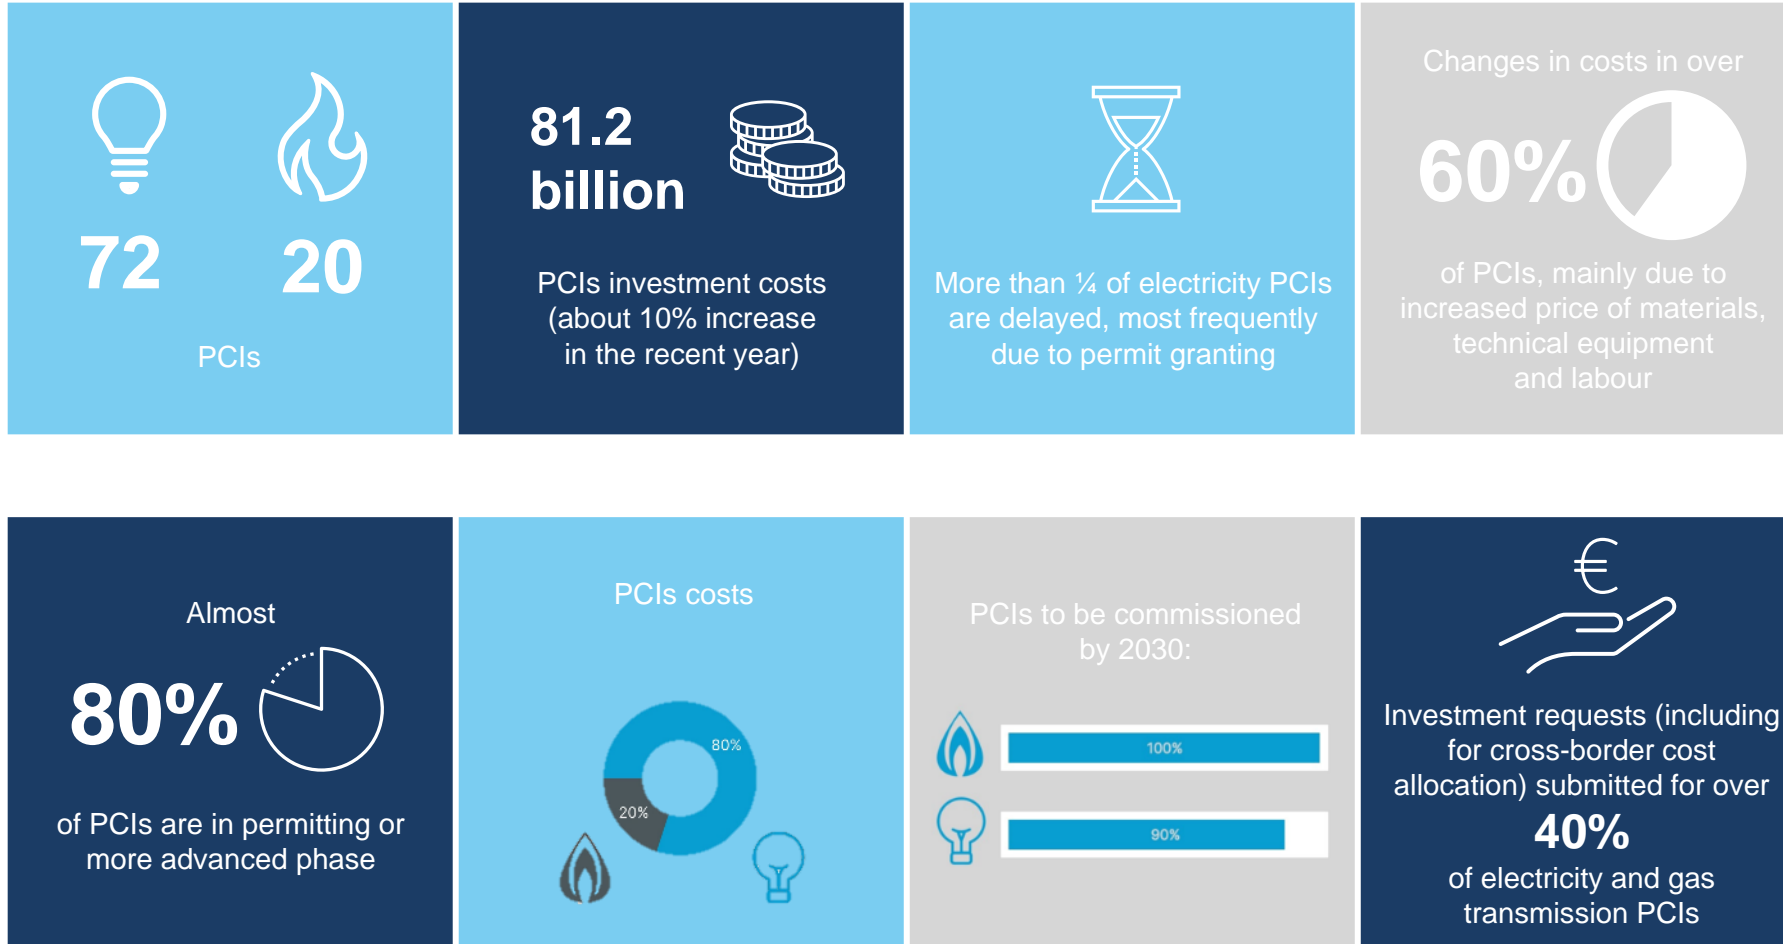 72
20
PCIs
81.2
billion
PCIs investment costs
(about 10% increase
in the recent year)
More than ¼ of electricity PCIs
are delayed, most frequently
due to permit granting
Changes in costs in over
60%
of PCIs, mainly due to
increased price of materials,
technical equipment
and labour
Almost
80%
of PCIs are in permitting or
more advanced phase
PCIs costs
80%
20%
PCIs to be commissioned
by 2030:
100%
90%
€
Investment requests (including
for cross-border cost
allocation) submitted for over
40%
of electricity and gas
transmission PCIs